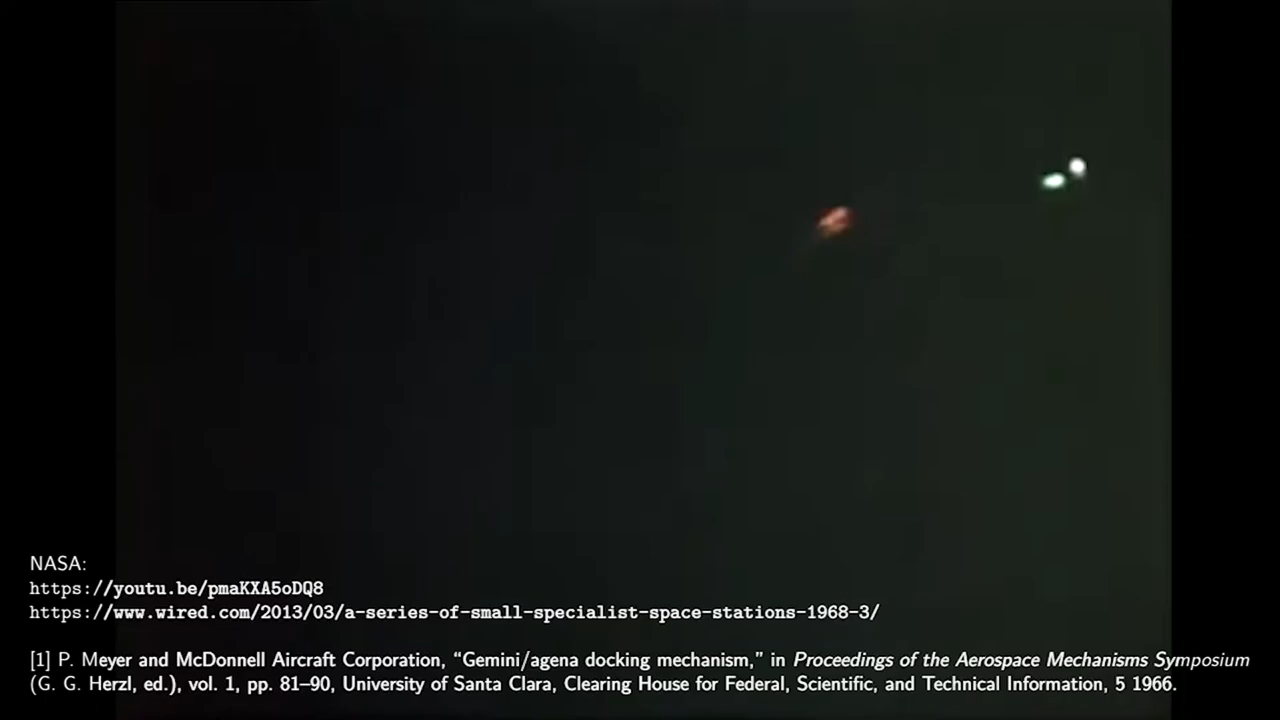 NASA:
https://youtu.be/pmaKXA5oDQ8
https://www.wired.com/2013/03/a-series-of-small-specialist-space-stations-1968-3/
[1] P. Meyer and McDonnell Aircraft Corporation, “Gemini/agena docking mechanism,” in Proceedings of the Aerospace Mechanisms Symposium
(G. G. Herzl, ed.), vol. 1, pp. 81–90, University of Santa Clara, Clearing House for Federal, Scientific, and Technical Information, 5 1966.